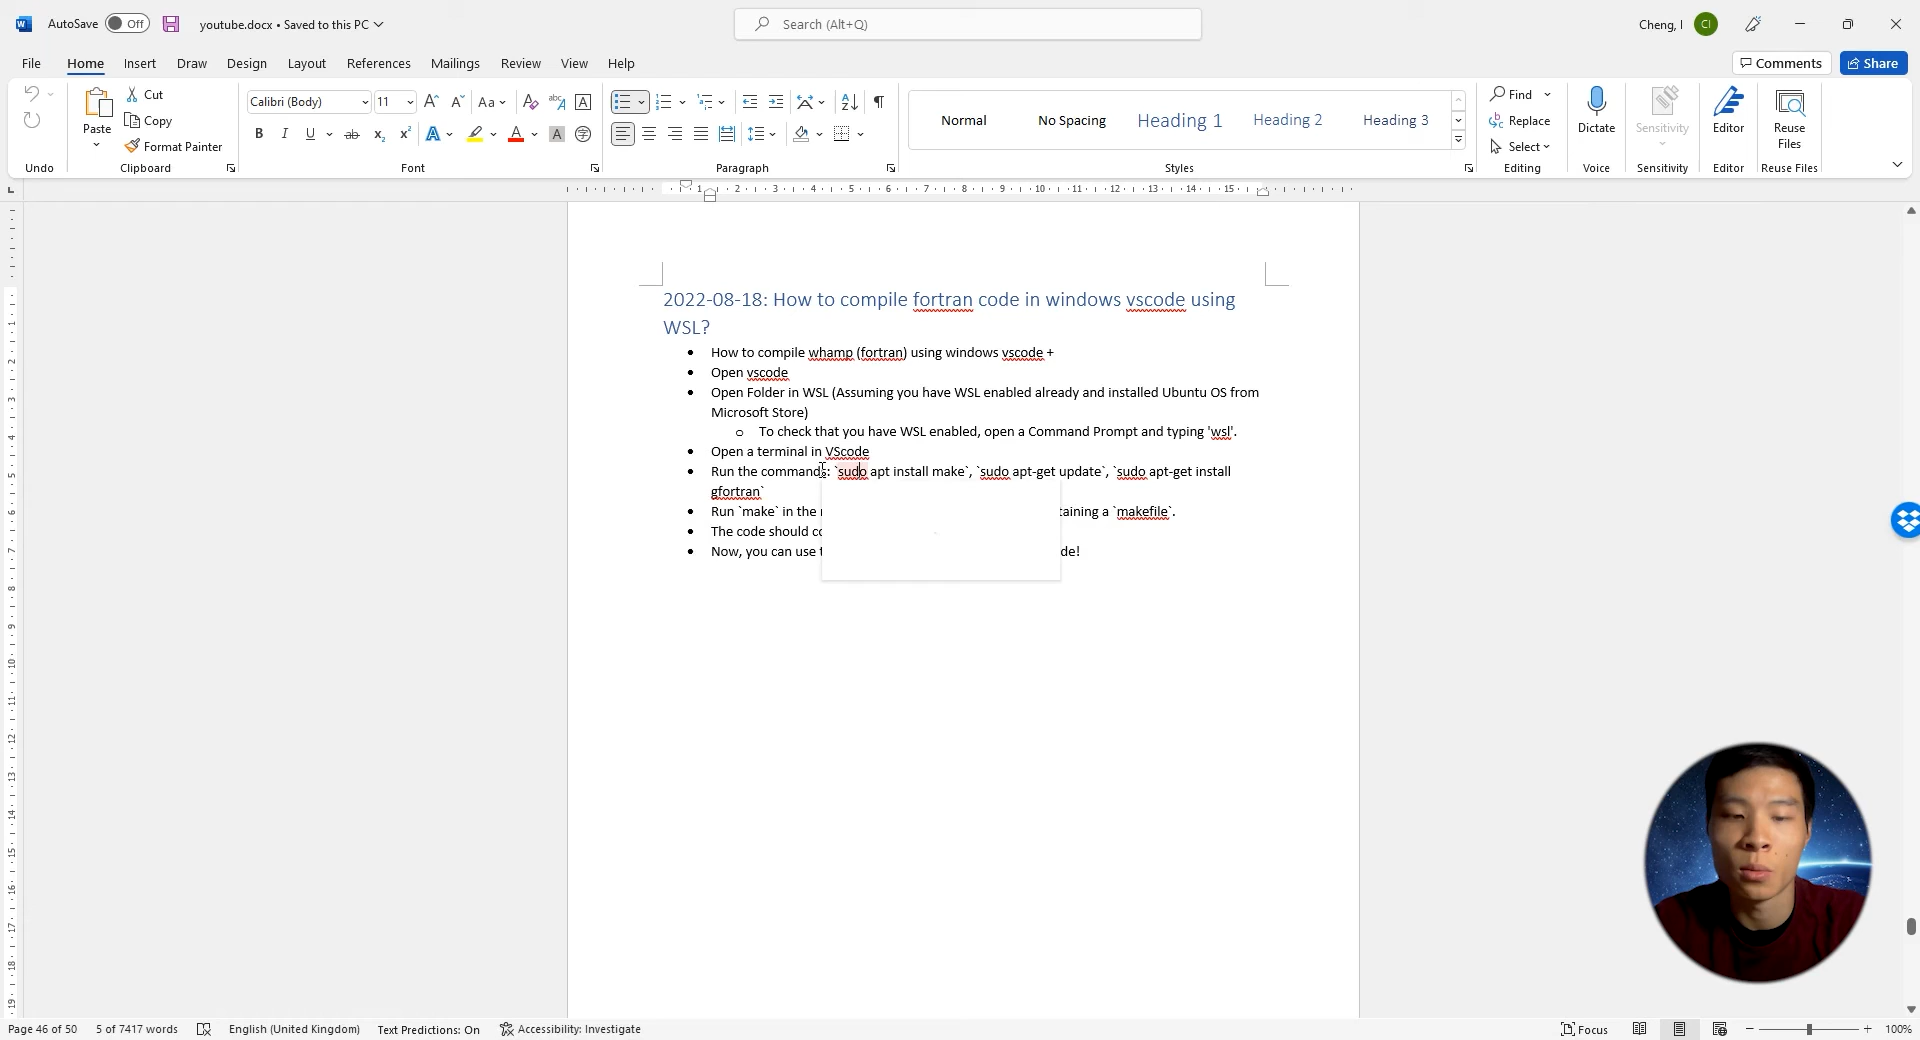 AutoSave Off youtube.docx • Saved to this PC Search (Alt+Q) Cheng, I CI
File Home Insert Draw Design Layout References Mailings Review View Help Comments Share
Paste Cut Copy Format Painter
Calibri (Body) 11 Aa
Normal No Spacing Heading 1 Heading 2 Heading 3
Find Replace Select
Dictate Sensitivity Editor Reuse Files
Undo Clipboard Font Paragraph Styles Editing Voice Sensitivity Editor Reuse Files
2022-08-18: How to compile fortran code in windows vscode using
WSL?
• How to compile whamp (fortran) using windows vscode +
• Open vscode
• Open Folder in WSL (Assuming you have WSL enabled already and installed Ubuntu OS from
Microsoft Store)
o To check that you have WSL enabled, open a Command Prompt and typing 'wsl'.
• Open a terminal in VScode
• Run the commands: `sudo apt install make`, `sudo apt-get update`, `sudo apt-get install
gfortran`
• Run `make` in the taining a `makefile`.
• The code should
• Now, you can use de!
Page 46 of 50 5 of 7417 words English (United Kingdom) Text Predictions: On Accessibility: Investigate Focus 100%